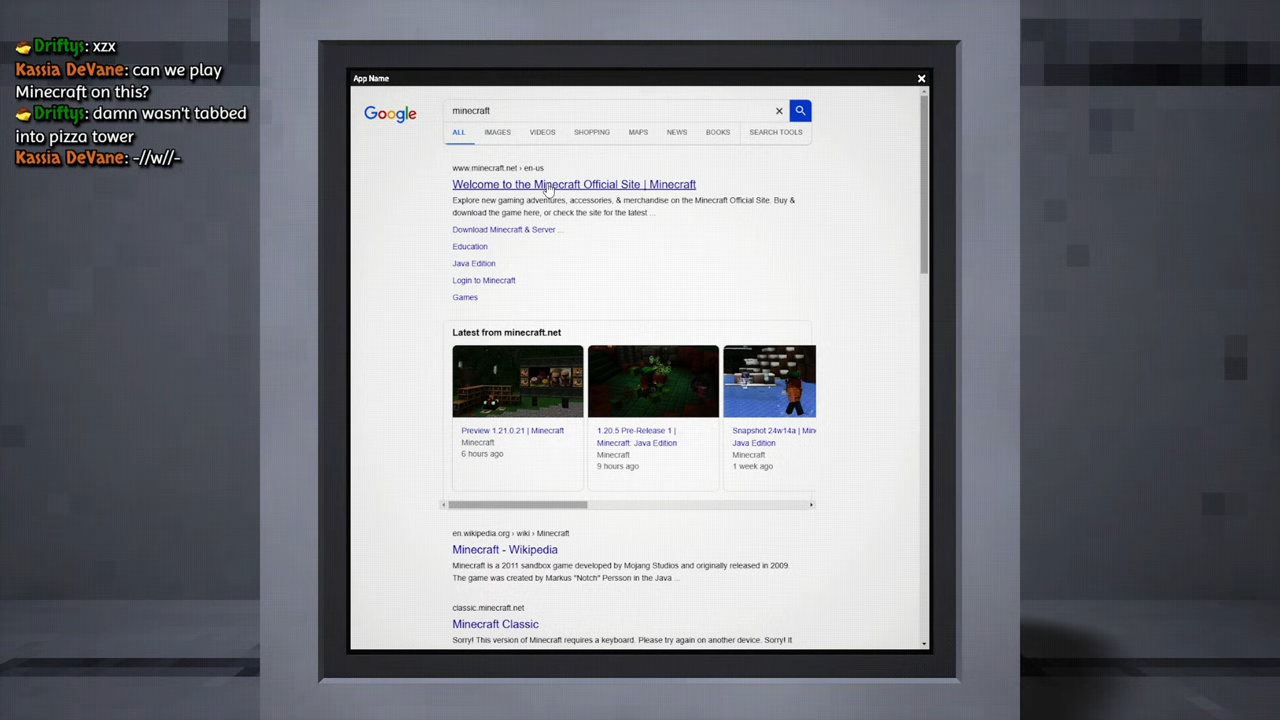 Driftys: xzx
Kassia DeVane: can we play
Minecraft on this?
Driftys: damn wasn't tabbed
into pizza tower
Kassia DeVane: -//w//-
App Name
Google
minecraft
ALL IMAGES VIDEOS SHOPPING MAPS NEWS BOOKS SEARCH TOOLS
www.minecraft.net › en-us
Welcome to the Minecraft Official Site | Minecraft
Explore new gaming adventures, accessories, & merchandise on the Minecraft Official Site. Buy &
download the game here, or check the site for the latest ...
Download Minecraft & Server ...
Education
Java Edition
Login to Minecraft
Games
Latest from minecraft.net
Preview 1.21.0.21 | Minecraft
Minecraft
6 hours ago
1.20.5 Pre-Release 1 |
Minecraft: Java Edition
Minecraft
9 hours ago
Snapshot 24w14a | Min
Java Edition
Minecraft
1 week ago
en.wikipedia.org › wiki › Minecraft
Minecraft - Wikipedia
Minecraft is a 2011 sandbox game developed by Mojang Studios and originally released in 2009.
The game was created by Markus "Notch" Persson in the Java ...
classic.minecraft.net
Minecraft Classic
Sorry! This version of Minecraft requires a keyboard. Please try again on another device. Sorry! It